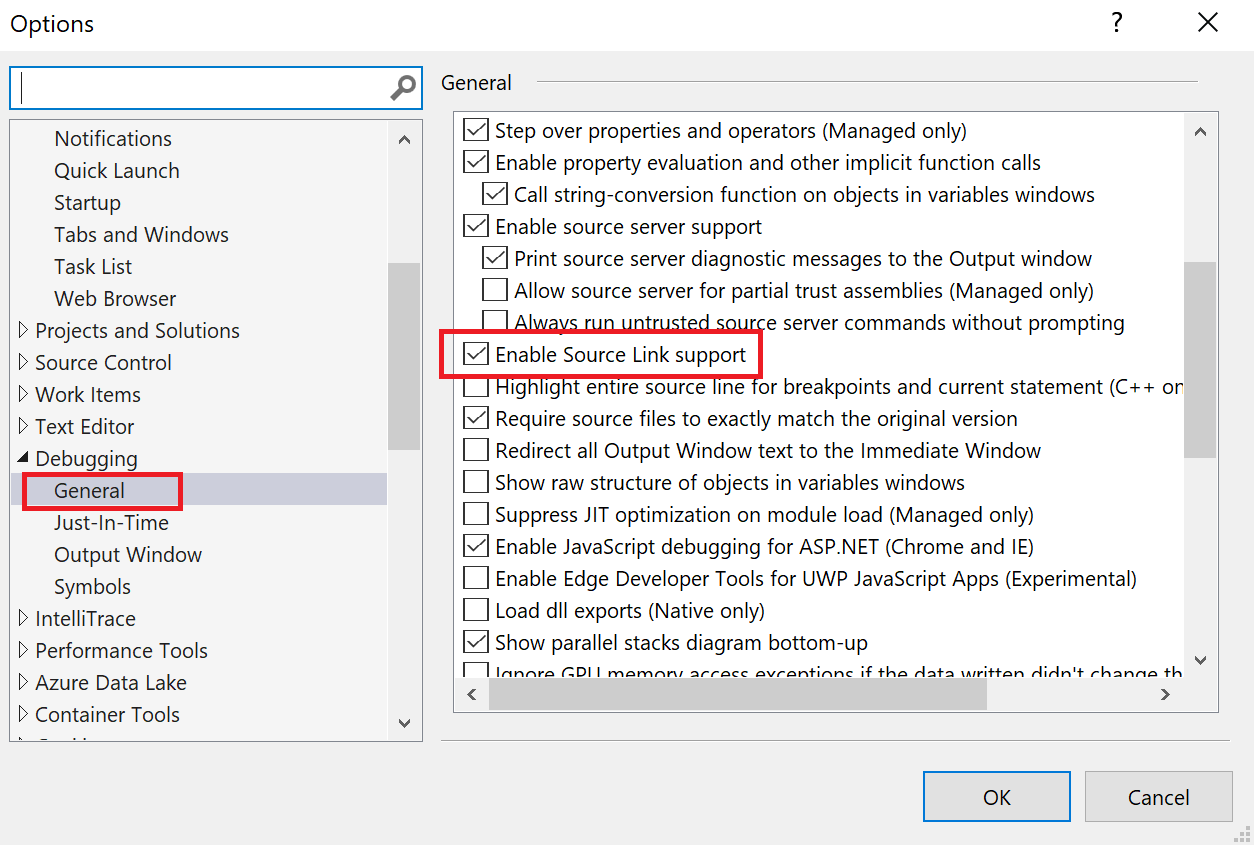 Options
?
Notifications
Quick Launch
Startup
Tabs and Windows
Task List
Web Browser
Projects and Solutions
Source Control
Work Items
Text Editor
Debugging
General
Just-In-Time
Output Window
Symbols
IntelliTrace
Performance Tools
Azure Data Lake
Container Tools
General
Step over properties and operators (Managed only)
Enable property evaluation and other implicit function calls
Call string-conversion function on objects in variables windows
Enable source server support
Print source server diagnostic messages to the Output window
Allow source server for partial trust assemblies (Managed only)
Always run untrusted source server commands without prompting
Enable Source Link support
Highlight entire source line for breakpoints and current statement (C++ on
Require source files to exactly match the original version
Redirect all Output Window text to the Immediate Window
Show raw structure of objects in variables windows
Suppress JIT optimization on module load (Managed only)
Enable JavaScript debugging for ASP.NET (Chrome and IE)
Enable Edge Developer Tools for UWP JavaScript Apps (Experimental)
Load dll exports (Native only)
Show parallel stacks diagram bottom-up
Ignore GPU memory access exceptions if the data written didn't change th
OK
Cancel